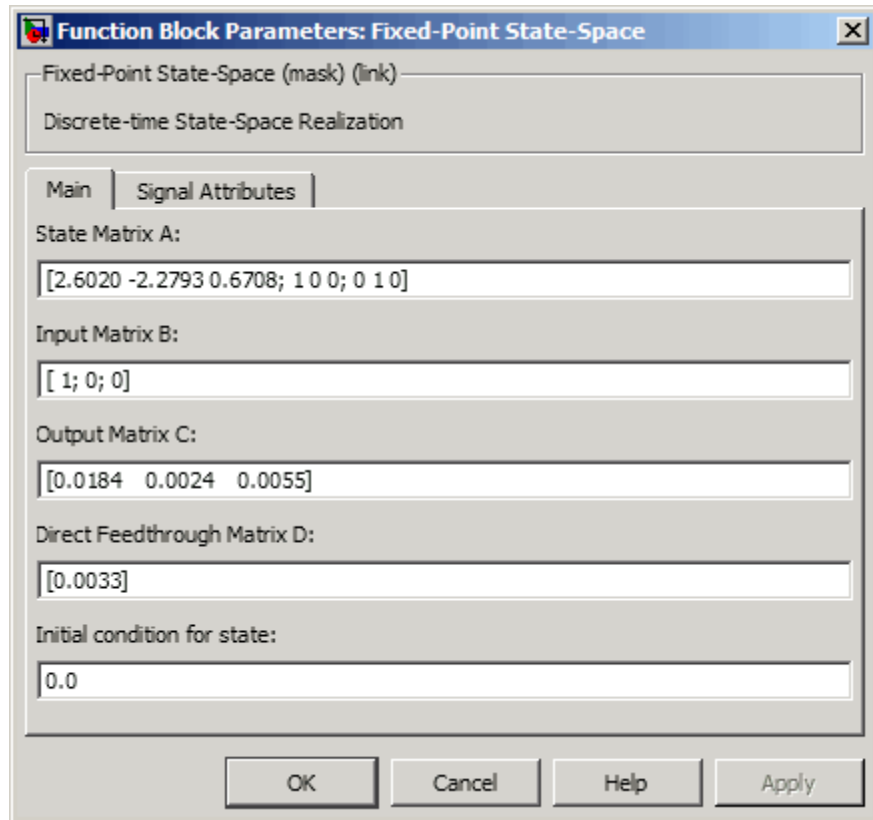 Function Block Parameters: Fixed-Point State-Space
Fixed-Point State-Space (mask) (link)
Discrete-time State-Space Realization
Main Signal Attributes
State Matrix A:
[2.6020 -2.2793 0.6708; 1 0 0; 0 1 0]
Input Matrix B:
[ 1; 0; 0]
Output Matrix C:
[0.0184 0.0024 0.0055]
Direct Feedthrough Matrix D:
[0.0033]
Initial condition for state:
0.0
OK Cancel Help Apply